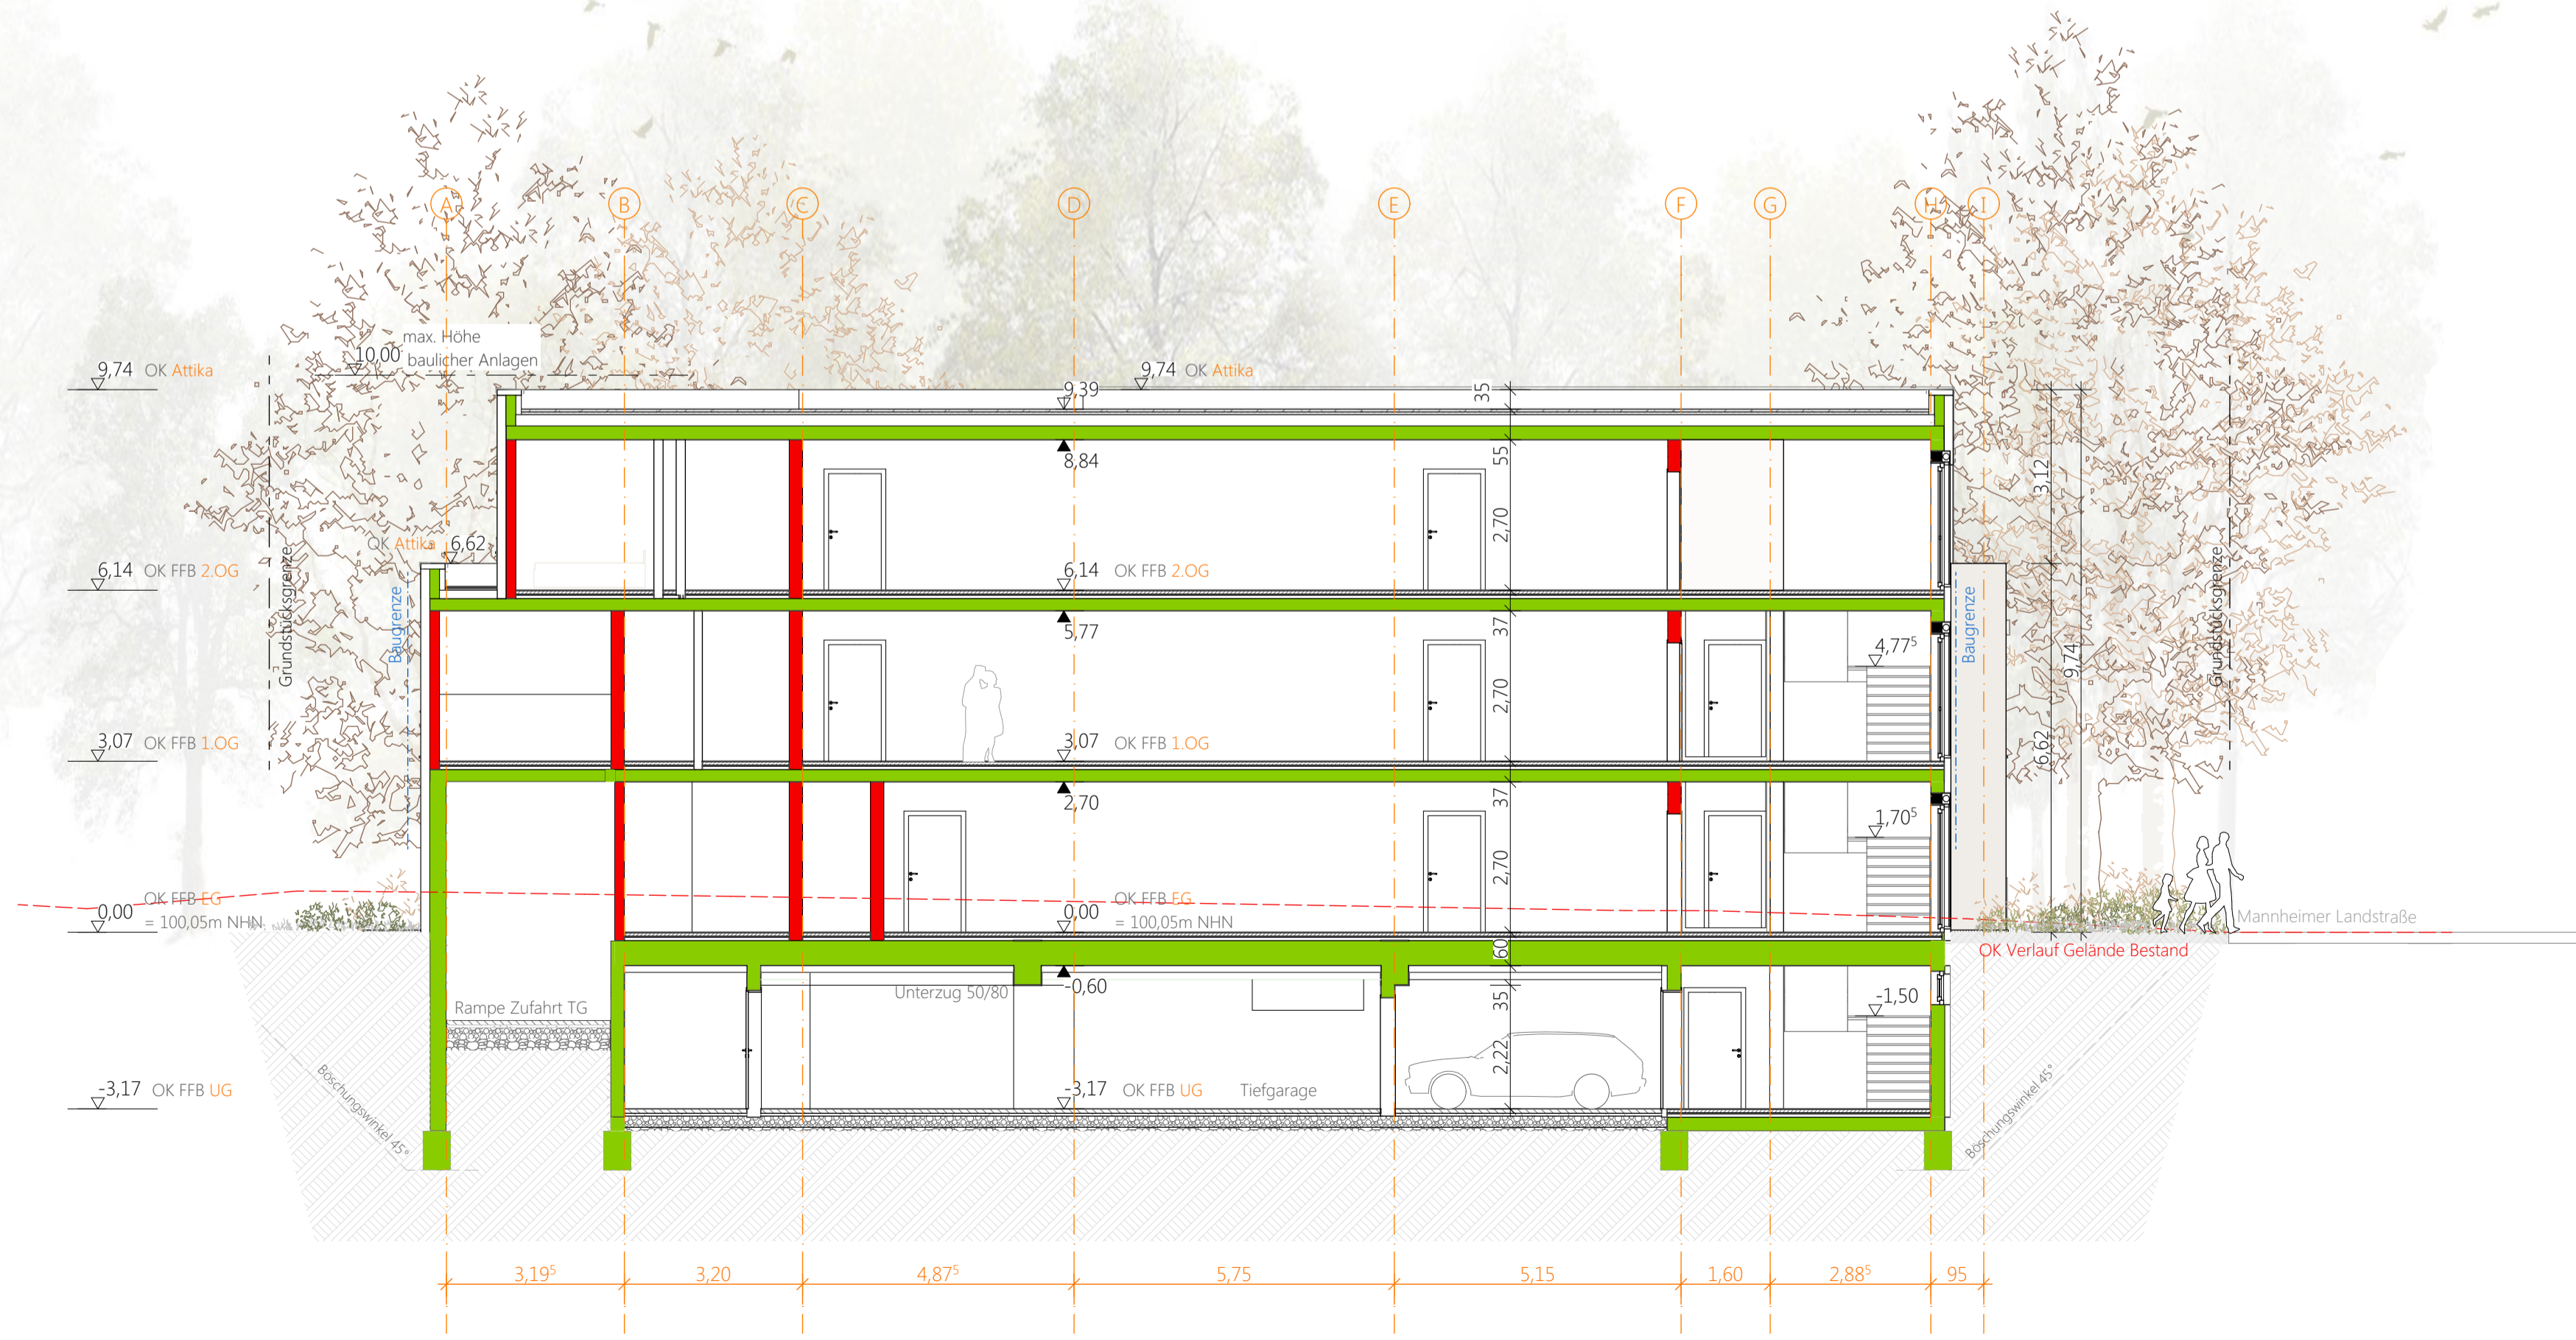 A
B
C
D
E
F
G
H
I
max. Höhe
10,00 baulicher Anlagen
9,74 OK Attika
9,74 OK Attika
9,39
35
8,84
55
2,70
3,12
OK Attika 6,62
6,14 OK FFB 2.OG
6,14 OK FFB 2.OG
Grundstücksgrenze
Baugrenze
5,77
37
4,77⁵
Baugrenze
Grundstücksgrenze
9,74
2,70
3,07 OK FFB 1.OG
3,07 OK FFB 1.OG
6,62
2,70
37
1,70⁵
2,70
OK FFB EG
0,00
= 100,05m NHN
OK FFB EG
0,00
= 100,05m NHN
Mannheimer Landstraße
60
OK Verlauf Gelände Bestand
-0,60
Unterzug 50/80
35
-1,50
Rampe Zufahrt TG
2,22
-3,17 OK FFB UG
-3,17 OK FFB UG Tiefgarage
Böschungswinkel 45°
Böschungswinkel 45°
3,19⁵
3,20
4,87⁵
5,75
5,15
1,60
2,88⁵
95